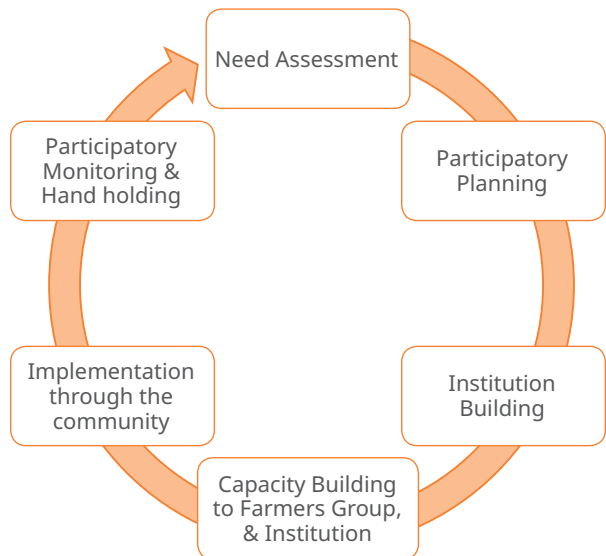 Need Assessment
Participatory
Planning
Institution
Building
Capacity Building
to Farmers Group,
& Institution
Implementation
through the
community
Participatory
Monitoring &
Hand holding